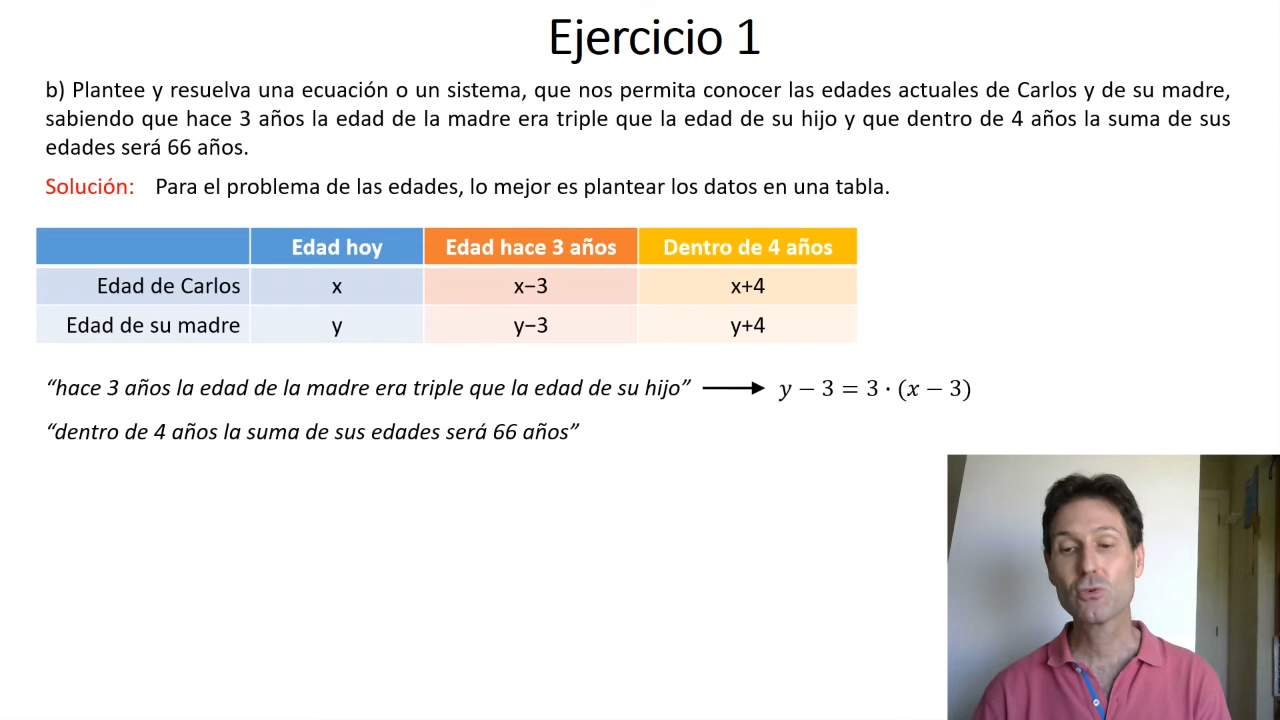 Ejercicio 1
b) Plantee y resuelva una ecuación o un sistema, que nos permita conocer las edades actuales de Carlos y de su madre,
sabiendo que hace 3 años la edad de la madre era triple que la edad de su hijo y que dentro de 4 años la suma de sus
edades será 66 años.
Solución: Para el problema de las edades, lo mejor es plantear los datos en una tabla.
Edad hoy Edad hace 3 años Dentro de 4 años
Edad de Carlos x x−3 x+4
Edad de su madre y y−3 y+4
“hace 3 años la edad de la madre era triple que la edad de su hijo” ⟶ y − 3 = 3 · (x − 3)
“dentro de 4 años la suma de sus edades será 66 años”